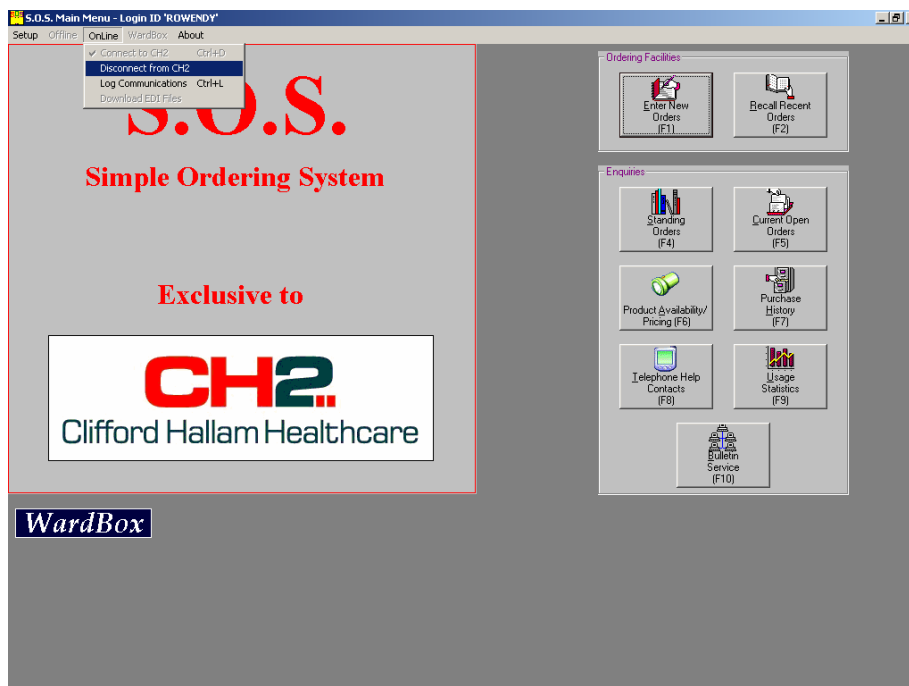 S.O.S. Main Menu - Login ID 'ROWENDY'
Setup Offline OnLine WardBox About
Connect to CH2 Ctrl+D
Disconnect from CH2
Log Communications Ctrl+L
Download EDI Files
S.O.S.
Simple Ordering System
Exclusive to
CH2..
Clifford Hallam Healthcare
WardBox
Ordering Facilities
Enter New
Orders
(F1)
Recall Recent
Orders
(F2)
Enquiries
Standing
Orders
(F4)
Current Open
Orders
(F5)
Product Availability/
Pricing (F6)
Purchase
History
(F7)
Telephone Help
Contacts
(F8)
Usage
Statistics
(F9)
Bulletin
Service
(F10)